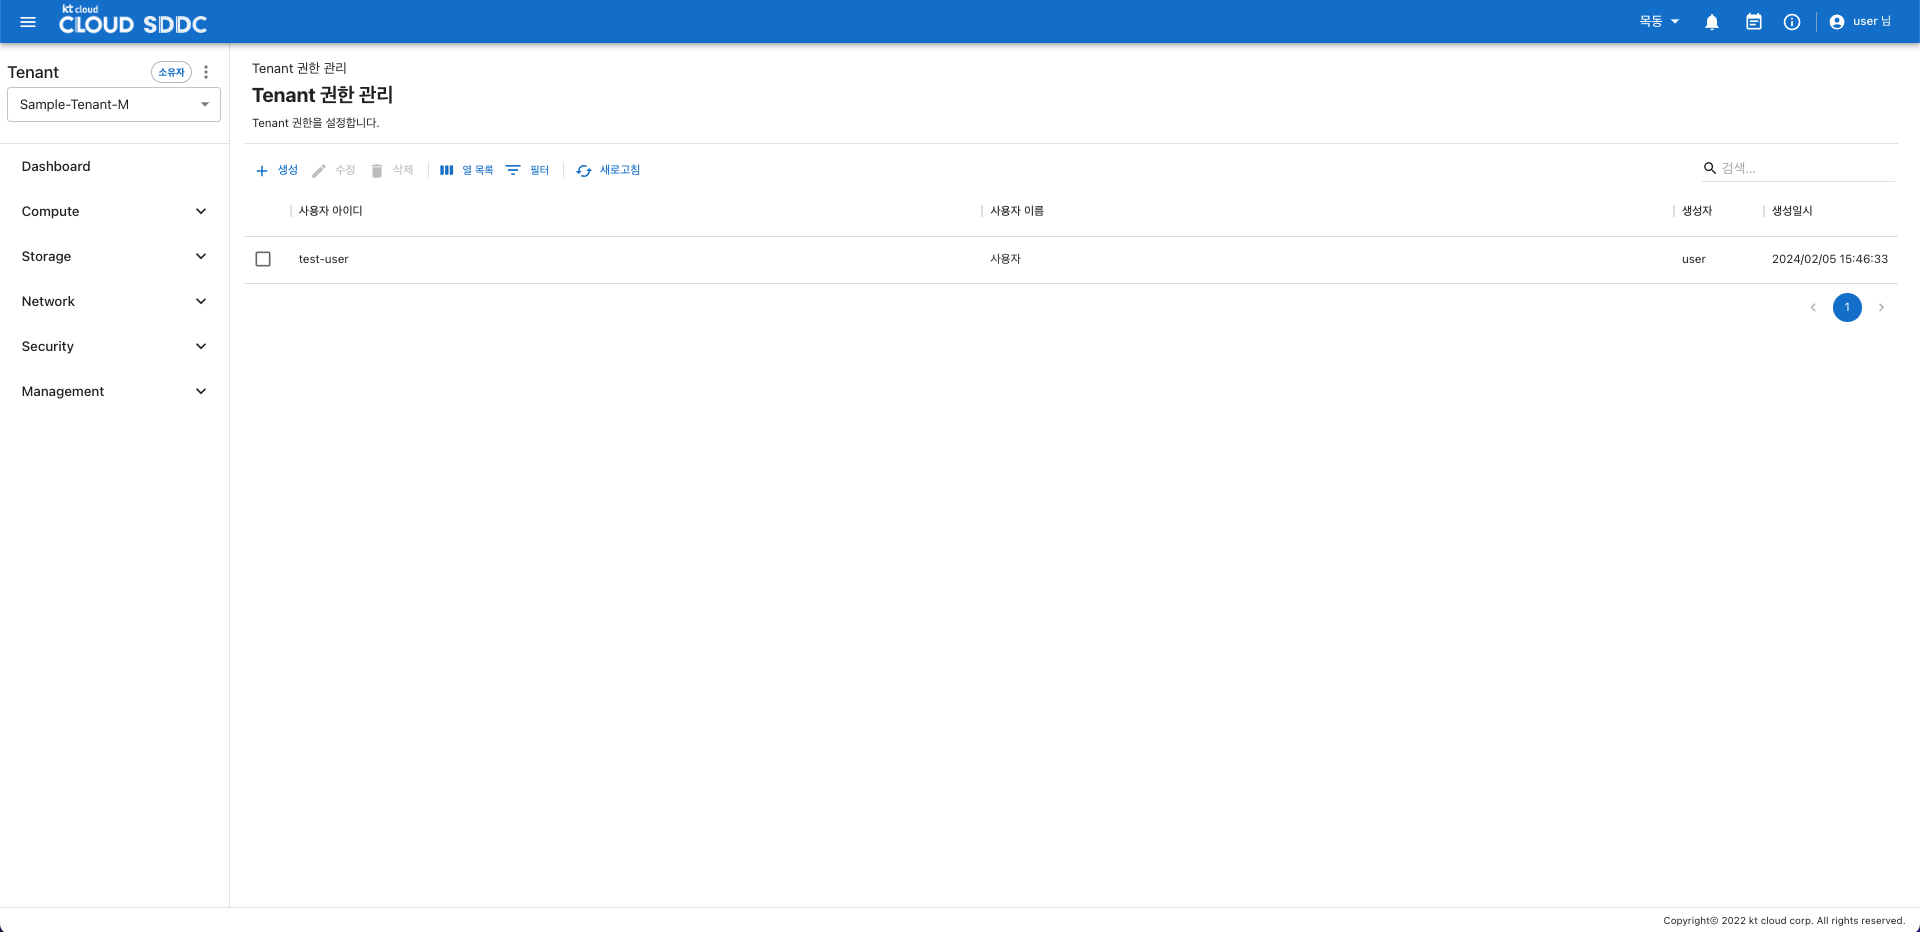 kt cloud
CLOUD SDDC
목동
user 님
Tenant
소유자
Sample-Tenant-M
Dashboard
Compute
Storage
Network
Security
Management
Tenant 권한 관리
Tenant 권한 관리
Tenant 권한을 설정합니다.
생성 수정 삭제 열 목록 필터 새로고침
검색...
사용자 아이디 사용자 이름 생성자 생성일시
test-user 사용자 user 2024/02/05 15:46:33
1
Copyright© 2022 kt cloud corp. All rights reserved.